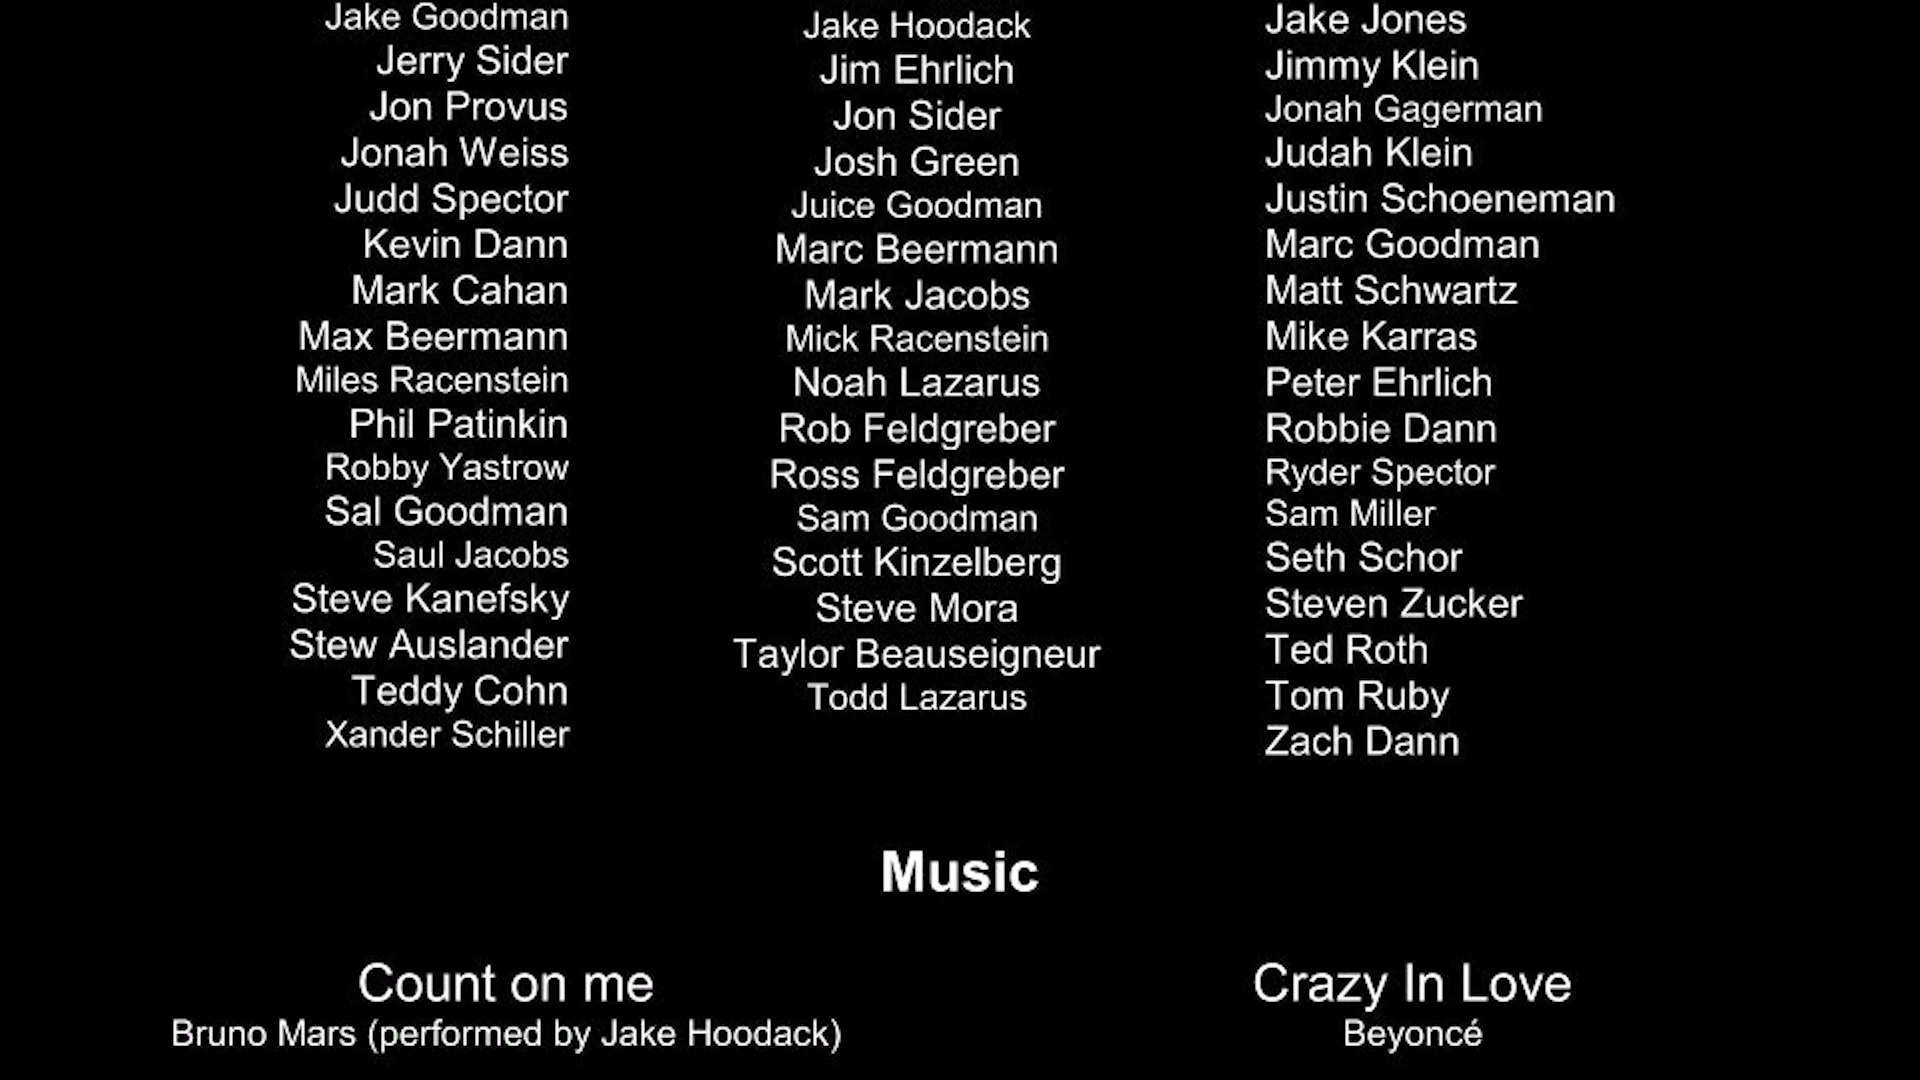 Jake Goodman Jake Hoodack Jake Jones
Jerry Sider Jim Ehrlich Jimmy Klein
Jon Provus Jon Sider Jonah Gagerman
Jonah Weiss Josh Green Judah Klein
Judd Spector Juice Goodman Justin Schoeneman
Kevin Dann Marc Beermann Marc Goodman
Mark Cahan Mark Jacobs Matt Schwartz
Max Beermann Mick Racenstein Mike Karras
Miles Racenstein Noah Lazarus Peter Ehrlich
Phil Patinkin Rob Feldgreber Robbie Dann
Robby Yastrow Ross Feldgreber Ryder Spector
Sal Goodman Sam Goodman Sam Miller
Saul Jacobs Scott Kinzelberg Seth Schor
Steve Kanefsky Steve Mora Steven Zucker
Stew Auslander Taylor Beauseigneur Ted Roth
Teddy Cohn Todd Lazarus Tom Ruby
Xander Schiller Zach Dann
Music
Count on me Crazy In Love
Bruno Mars (performed by Jake Hoodack) Beyoncé